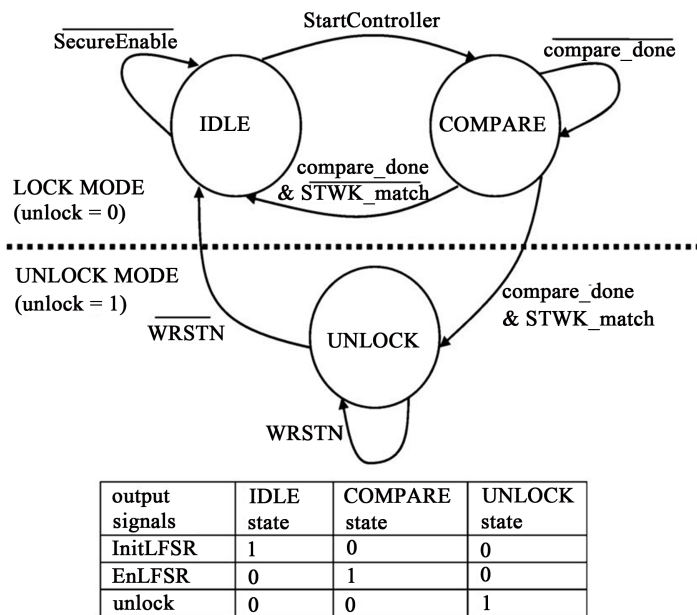 StartController
SecureEnable
compare_done
IDLE
COMPARE
compare_done
& STWK_match
LOCK MODE
(unlock = 0)
UNLOCK MODE
(unlock = 1)
compare_done
& STWK_match
WRSTN
UNLOCK
WRSTN
output signals IDLE state COMPARE state UNLOCK state
InitLFSR 1 0 0
EnLFSR 0 1 0
unlock 0 0 1